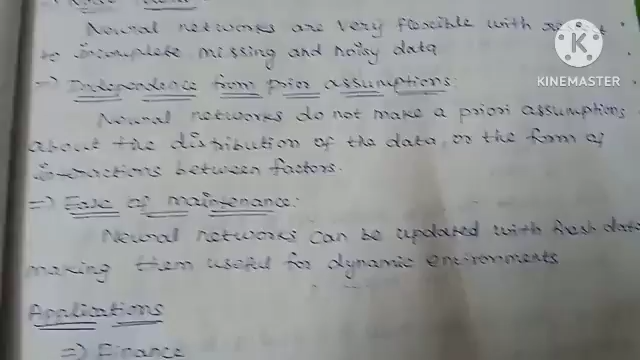 Neural networks are very flexible with
to incomplete, missing and noisy data
=> Independence from prior assumptions:
Neural networks do not make a priori assumptions
about the distribution of the data, or the form of
between factors.
=> Ease of maintenance:
Neural networks can be updated with fresh data
making them useful for dynamic environments
Applications
=> Finance
KINEMASTER